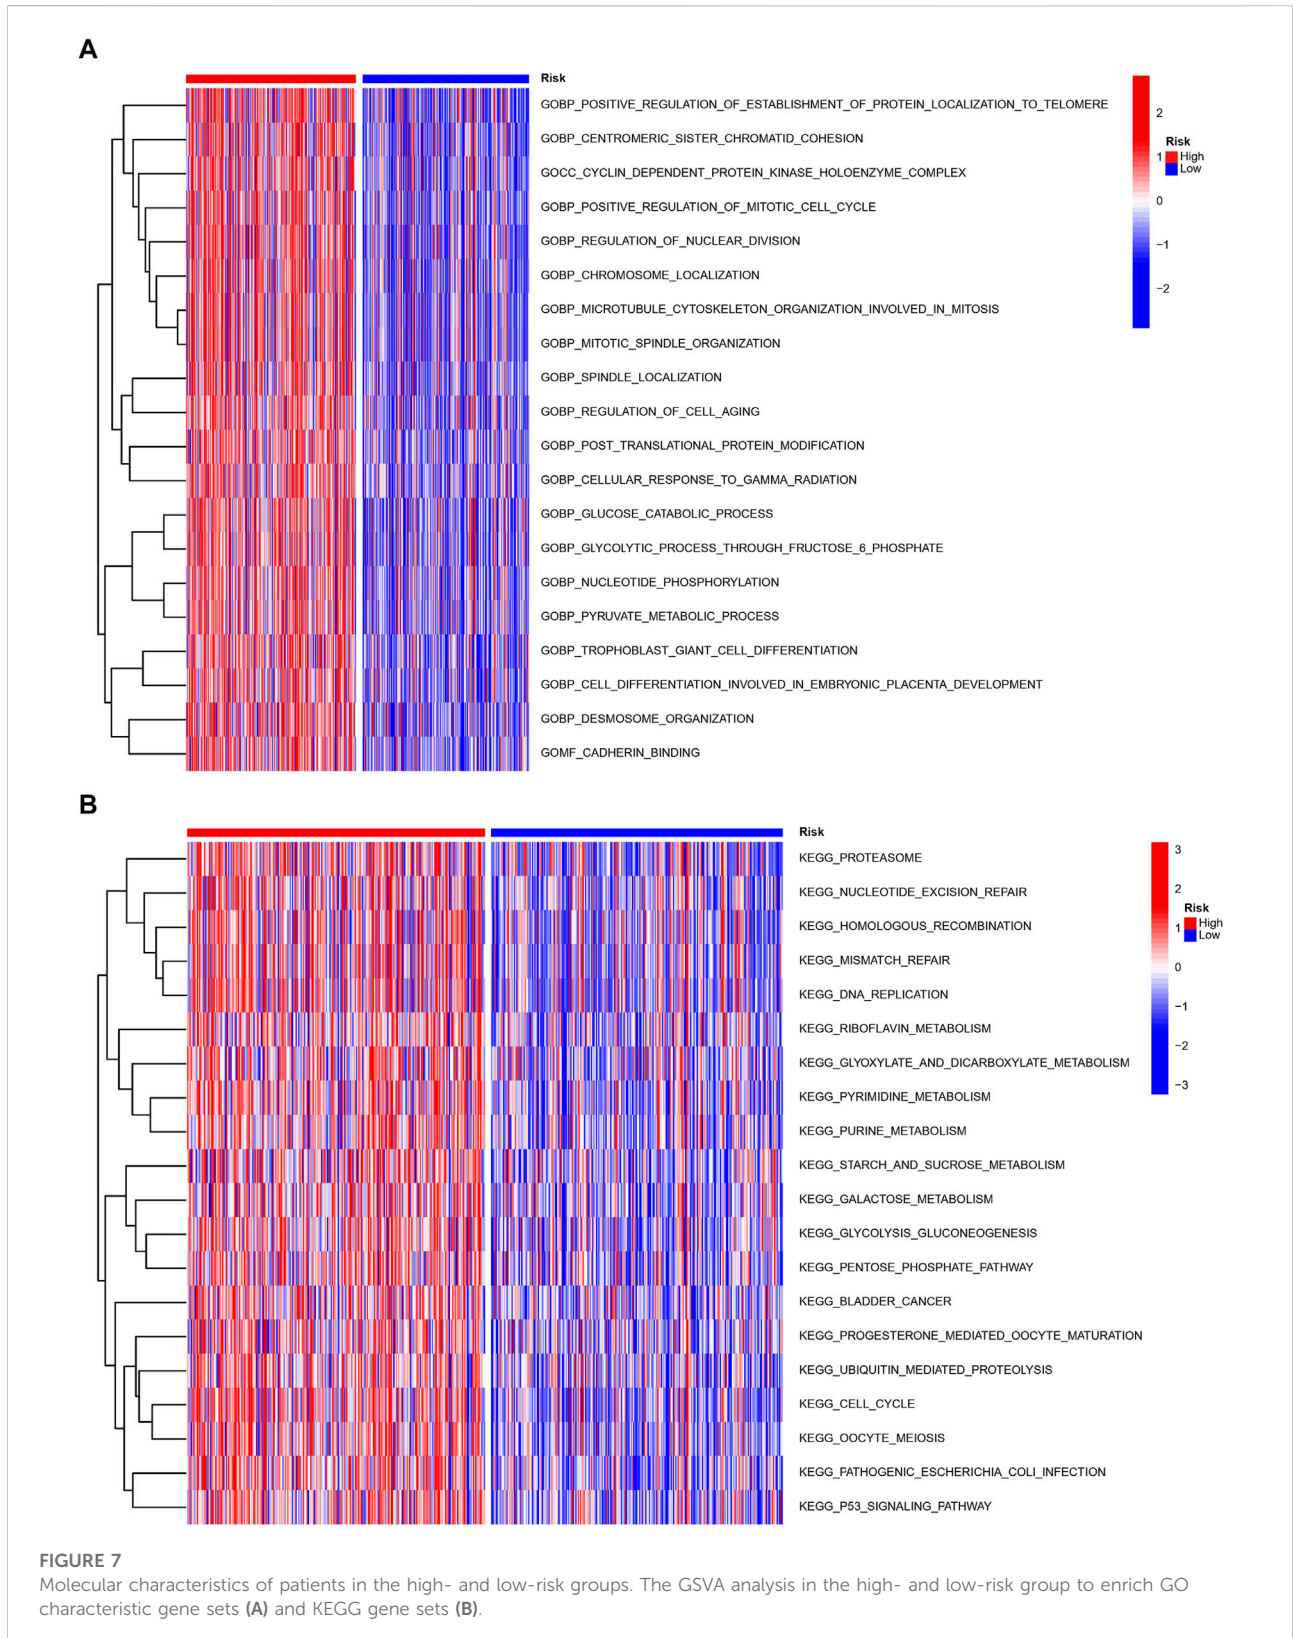 A
Risk
GOBP_POSITIVE_REGULATION_OF_ESTABLISHMENT_OF_PROTEIN_LOCALIZATION_TO_TELOMERE
GOBP_CENTROMERIC_SISTER_CHROMATID_COHESION
GOCC_CYCLIN_DEPENDENT_PROTEIN_KINASE_HOLOENZYME_COMPLEX
GOBP_POSITIVE_REGULATION_OF_MITOTIC_CELL_CYCLE
GOBP_REGULATION_OF_NUCLEAR_DIVISION
GOBP_CHROMOSOME_LOCALIZATION
GOBP_MICROTUBULE_CYTOSKELETON_ORGANIZATION_INVOLVED_IN_MITOSIS
GOBP_MITOTIC_SPINDLE_ORGANIZATION
GOBP_SPINDLE_LOCALIZATION
GOBP_REGULATION_OF_CELL_AGING
GOBP_POST_TRANSLATIONAL_PROTEIN_MODIFICATION
GOBP_CELLULAR_RESPONSE_TO_GAMMA_RADIATION
GOBP_GLUCOSE_CATABOLIC_PROCESS
GOBP_GLYCOLYTIC_PROCESS_THROUGH_FRUCTOSE_6_PHOSPHATE
GOBP_NUCLEOTIDE_PHOSPHORYLATION
GOBP_PYRUVATE_METABOLIC_PROCESS
GOBP_TROPHOBLAST_GIANT_CELL_DIFFERENTIATION
GOBP_CELL_DIFFERENTIATION_INVOLVED_IN_EMBRYONIC_PLACENTA_DEVELOPMENT
GOBP_DESMOSOME_ORGANIZATION
GOMF_CADHERIN_BINDING
2
1
0
−1
−2
Risk
High
Low
B
Risk
KEGG_PROTEASOME
KEGG_NUCLEOTIDE_EXCISION_REPAIR
KEGG_HOMOLOGOUS_RECOMBINATION
KEGG_MISMATCH_REPAIR
KEGG_DNA_REPLICATION
KEGG_RIBOFLAVIN_METABOLISM
KEGG_GLYOXYLATE_AND_DICARBOXYLATE_METABOLISM
KEGG_PYRIMIDINE_METABOLISM
KEGG_PURINE_METABOLISM
KEGG_STARCH_AND_SUCROSE_METABOLISM
KEGG_GALACTOSE_METABOLISM
KEGG_GLYCOLYSIS_GLUCONEOGENESIS
KEGG_PENTOSE_PHOSPHATE_PATHWAY
KEGG_BLADDER_CANCER
KEGG_PROGESTERONE_MEDIATED_OOCYTE_MATURATION
KEGG_UBIQUITIN_MEDIATED_PROTEOLYSIS
KEGG_CELL_CYCLE
KEGG_OOCYTE_MEIOSIS
KEGG_PATHOGENIC_ESCHERICHIA_COLI_INFECTION
KEGG_P53_SIGNALING_PATHWAY
3
2
1
0
−1
−2
−3
Risk
High
Low
FIGURE 7
Molecular characteristics of patients in the high- and low-risk groups. The GSVA analysis in the high- and low-risk group to enrich GO
characteristic gene sets (A) and KEGG gene sets (B).